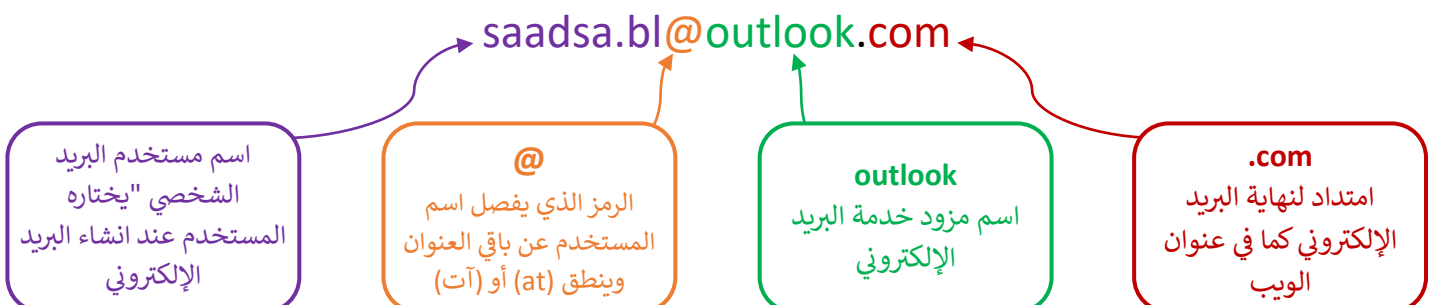 saadsa.bl@outlook.com
اسم مستخدم البريد
الشخصي "يختاره
المستخدم عند انشاء البريد
الإلكتروني
@
الرمز الذي يفصل اسم
المستخدم عن باقي العنوان
وينطق (at) أو (آت)
outlook
اسم مزود خدمة البريد
الإلكتروني
.com
امتداد لنهاية البريد
الإلكتروني كما في عنوان
الويب